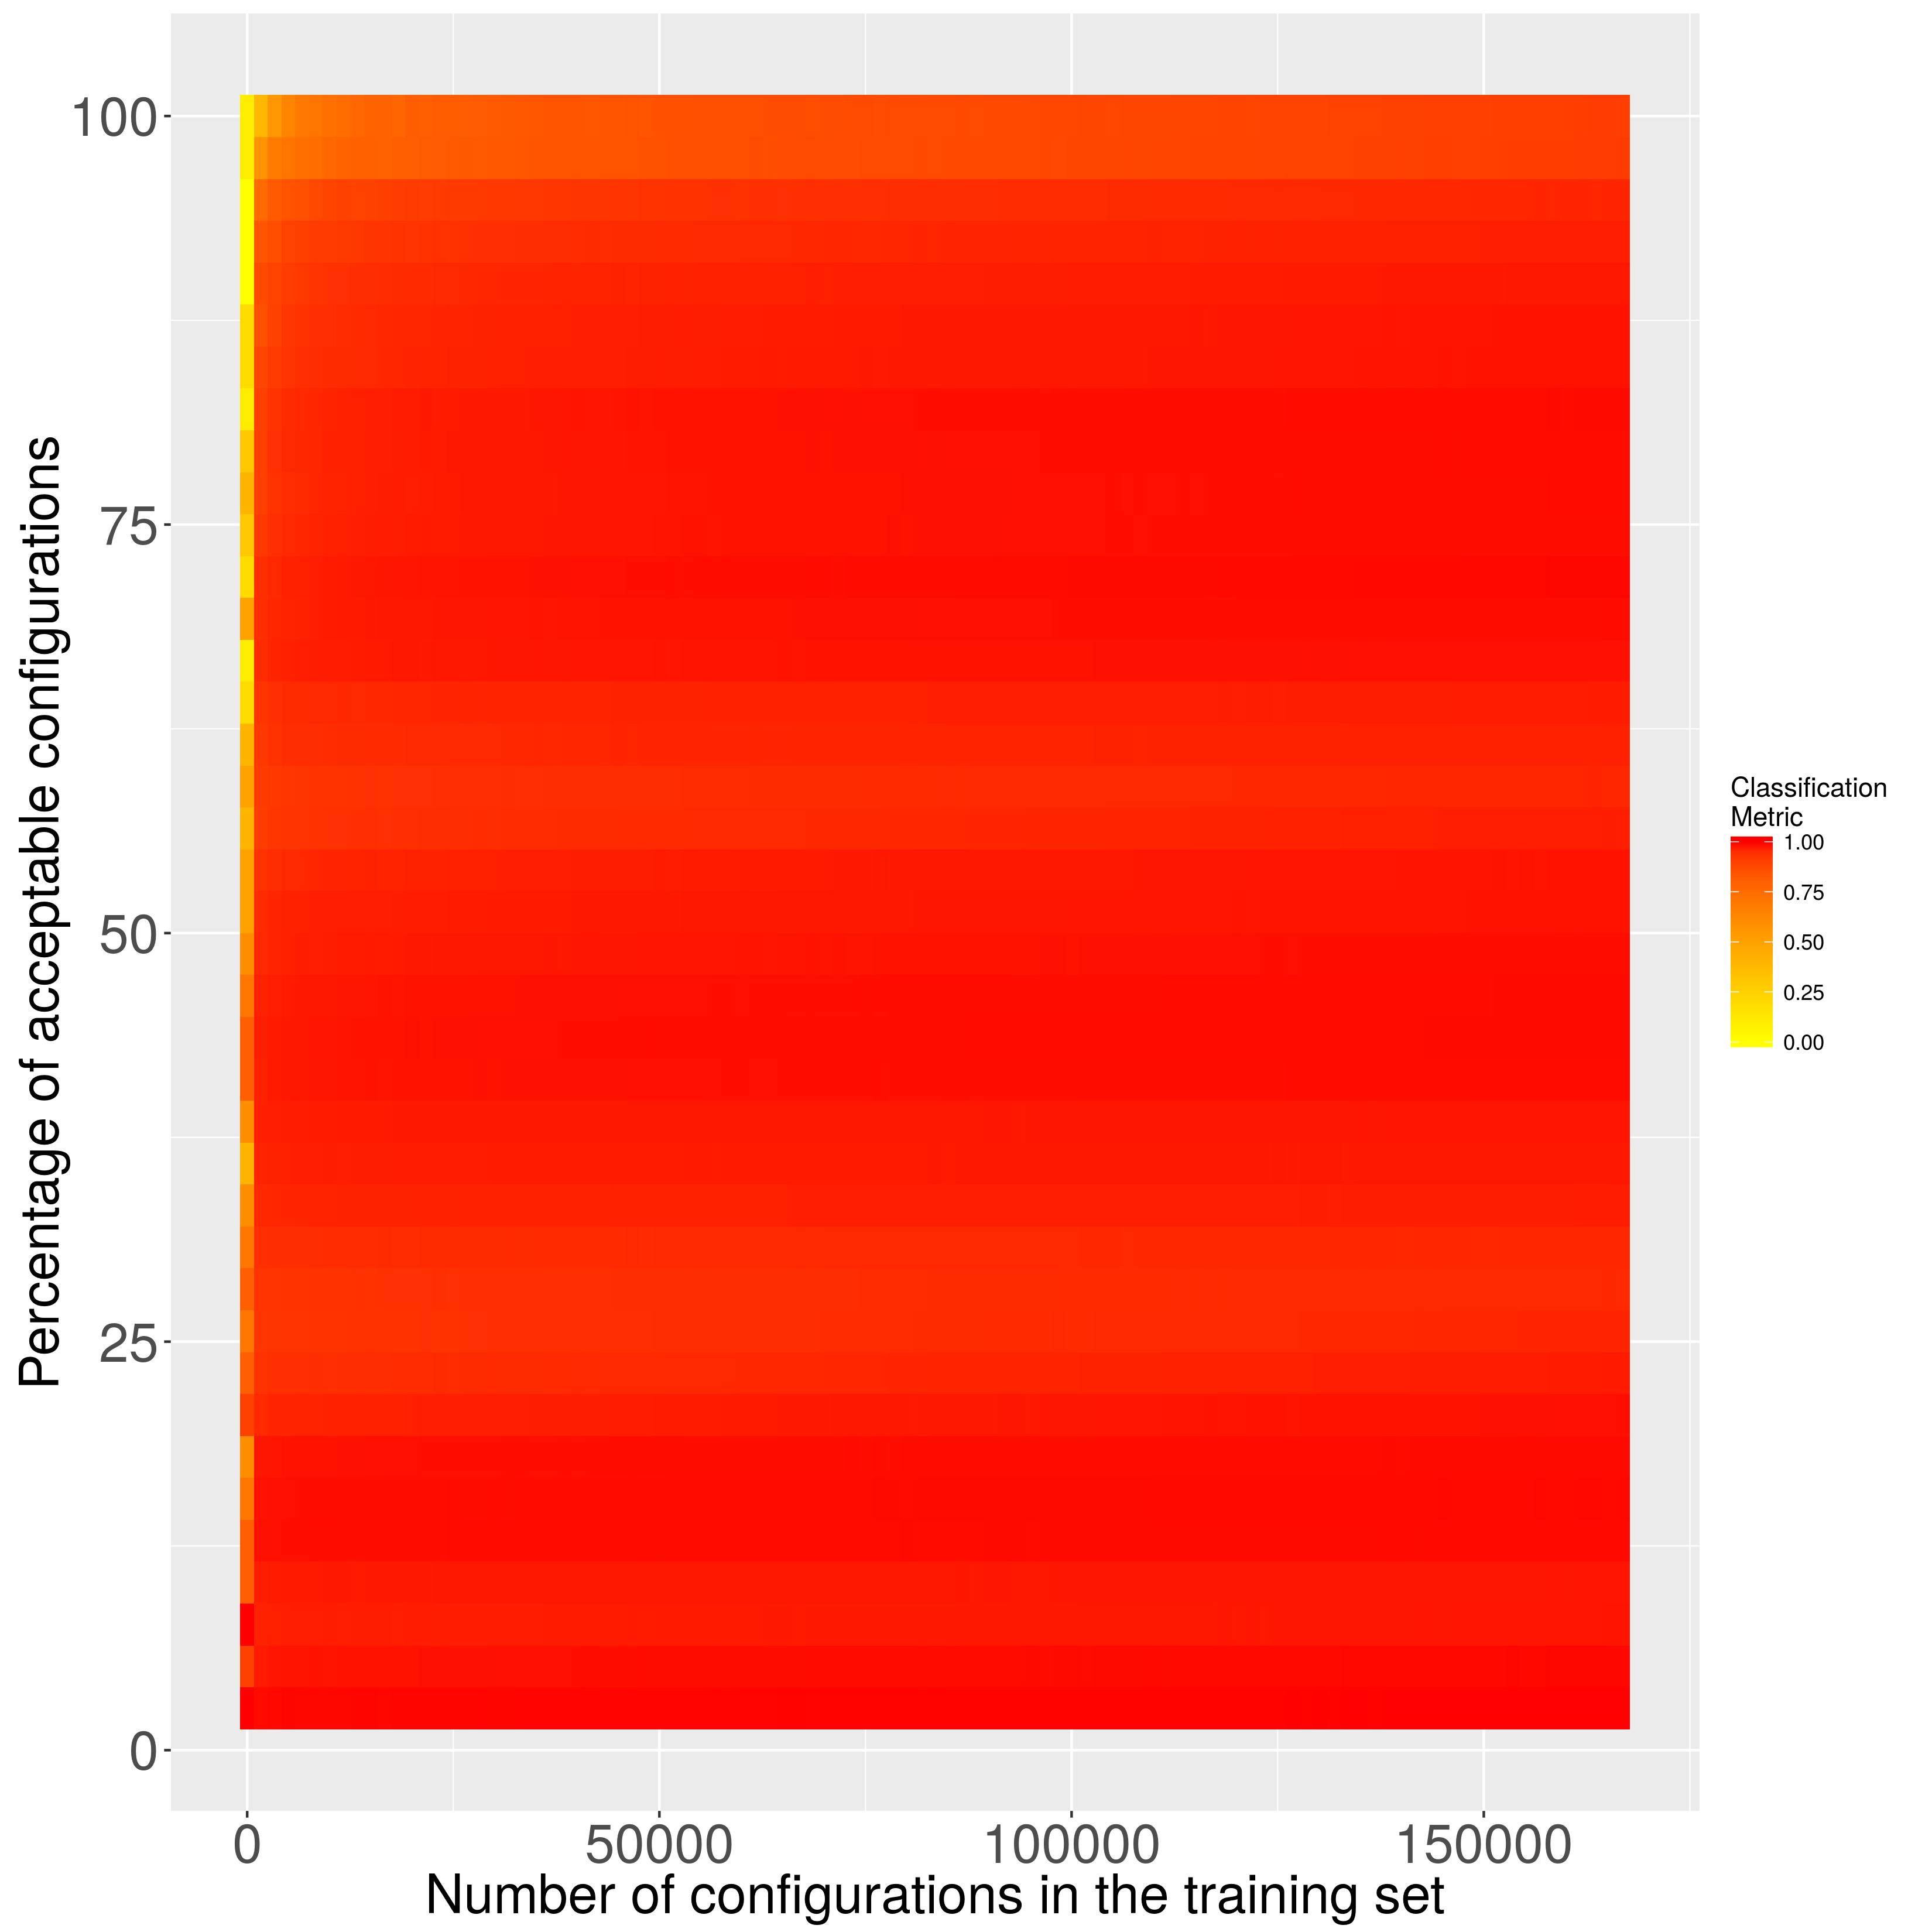 100
75
50
25
0
Percentage of acceptable configurations
0 50000 100000 150000
Number of configurations in the training set
Classification
Metric
1.00
0.75
0.50
0.25
0.00